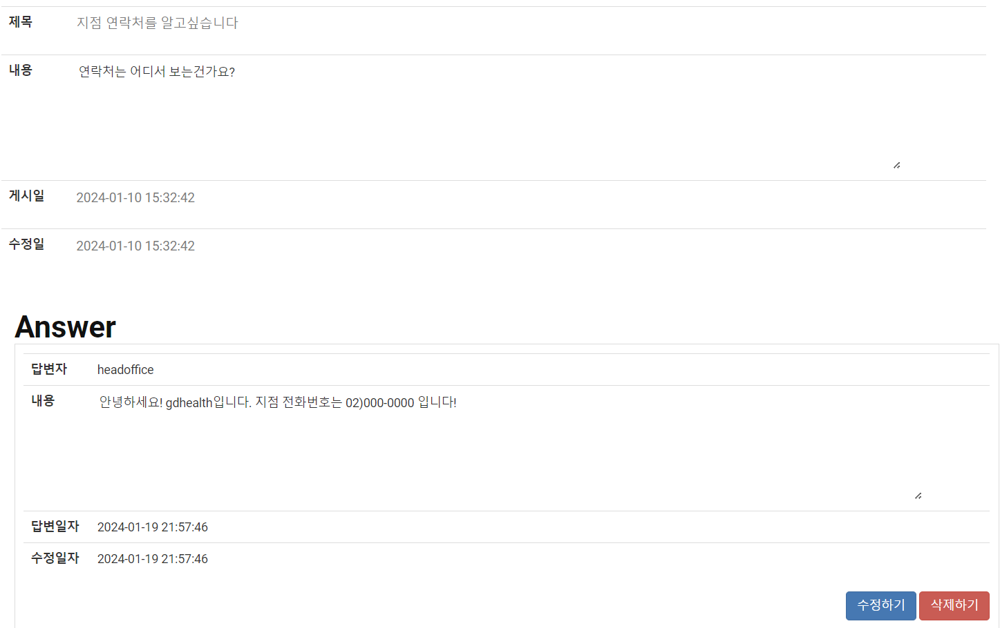 제목 지점 연락처를 알고싶습니다
내용 연락처는 어디서 보는건가요?
게시일 2024-01-10 15:32:42
수정일 2024-01-10 15:32:42
Answer
답변자 headoffice
내용 안녕하세요! gdhealth입니다. 지점 전화번호는 02)000-0000 입니다!
답변일자 2024-01-19 21:57:46
수정일자 2024-01-19 21:57:46
수정하기 삭제하기